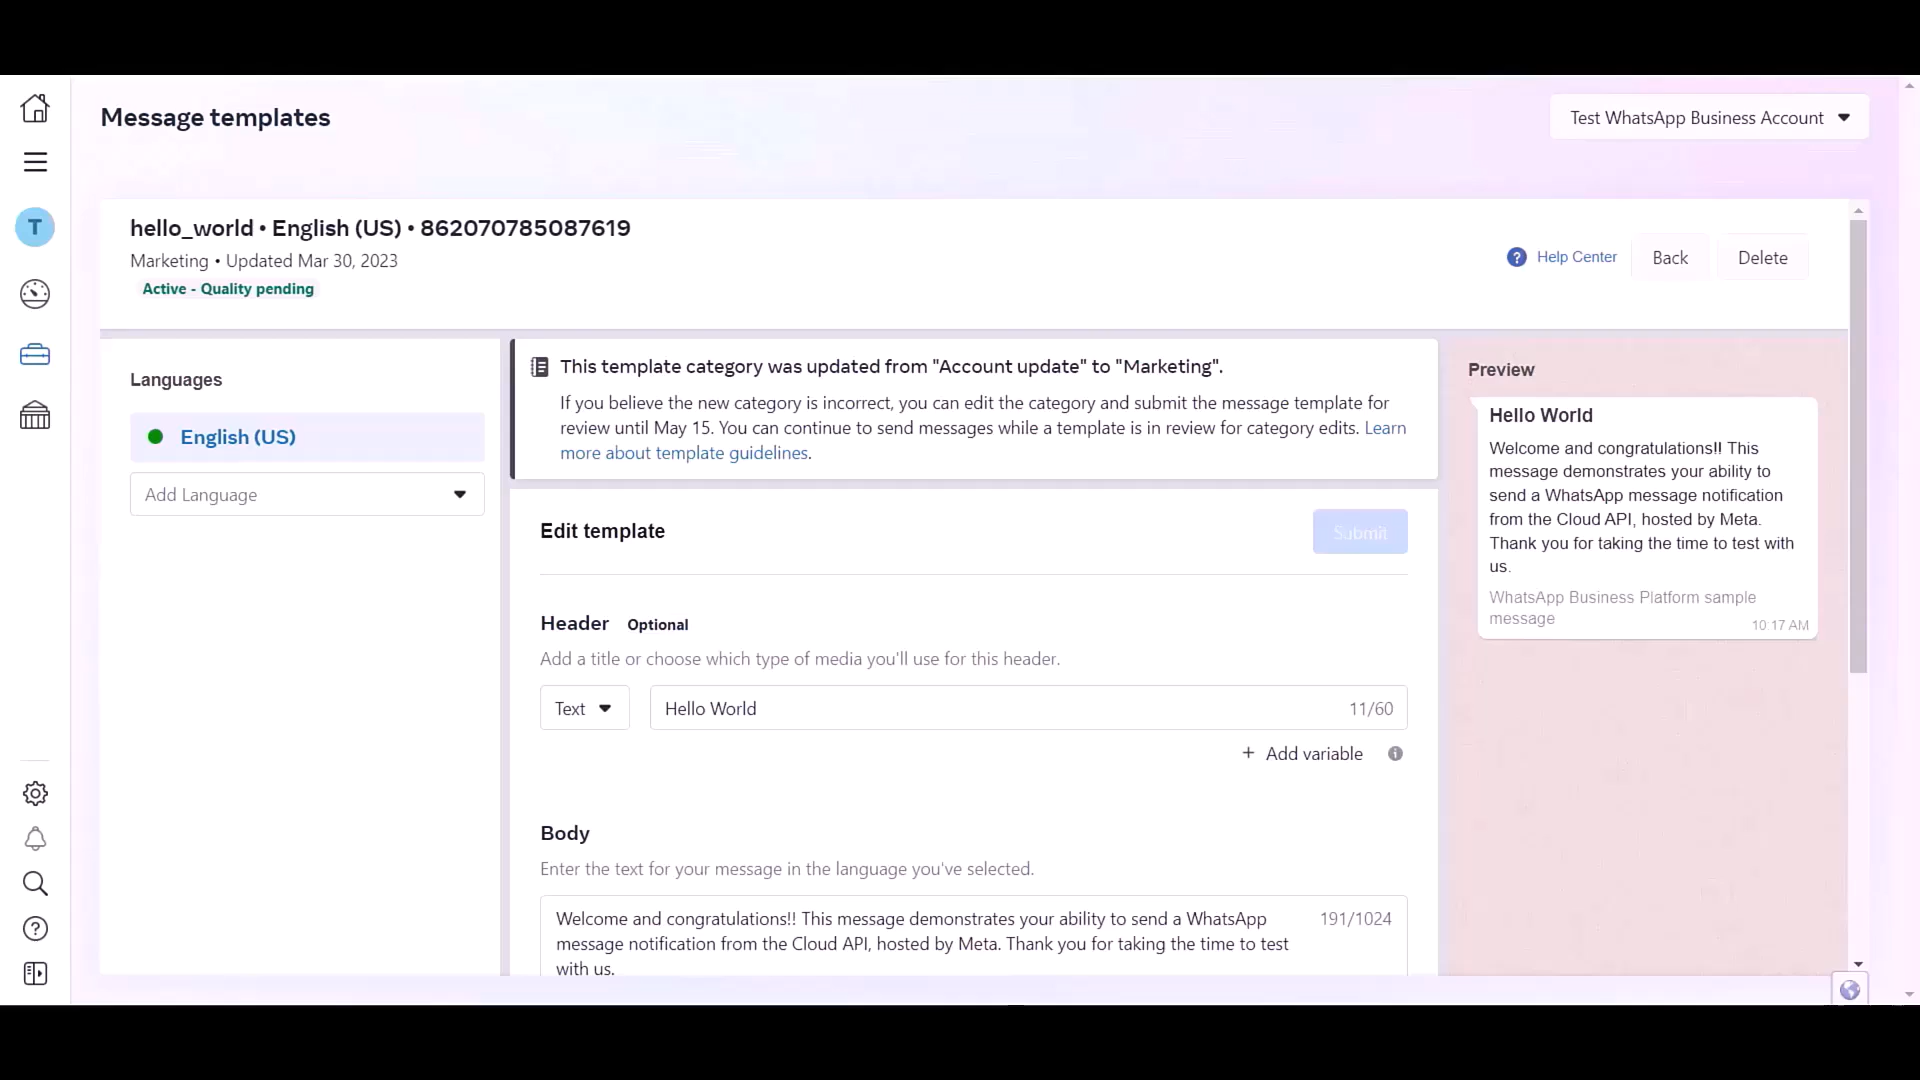 Message templates
Test WhatsApp Business Account
T
hello_world • English (US) • 862070785087619
Marketing • Updated Mar 30, 2023
Active - Quality pending
? Help Center
Back
Delete
Languages
English (US)
Add Language
This template category was updated from "Account update" to "Marketing".
If you believe the new category is incorrect, you can edit the category and submit the message template for
review until May 15. You can continue to send messages while a template is in review for category edits. Learn
more about template guidelines.
Edit template
Submit
Header Optional
Add a title or choose which type of media you'll use for this header.
Text
Hello World
11/60
+ Add variable
Body
Enter the text for your message in the language you've selected.
Welcome and congratulations!! This message demonstrates your ability to send a WhatsApp
message notification from the Cloud API, hosted by Meta. Thank you for taking the time to test
with us.
191/1024
Preview
Hello World
Welcome and congratulations!! This
message demonstrates your ability to
send a WhatsApp message notification
from the Cloud API, hosted by Meta.
Thank you for taking the time to test with
us.
WhatsApp Business Platform sample
message
10:17 AM